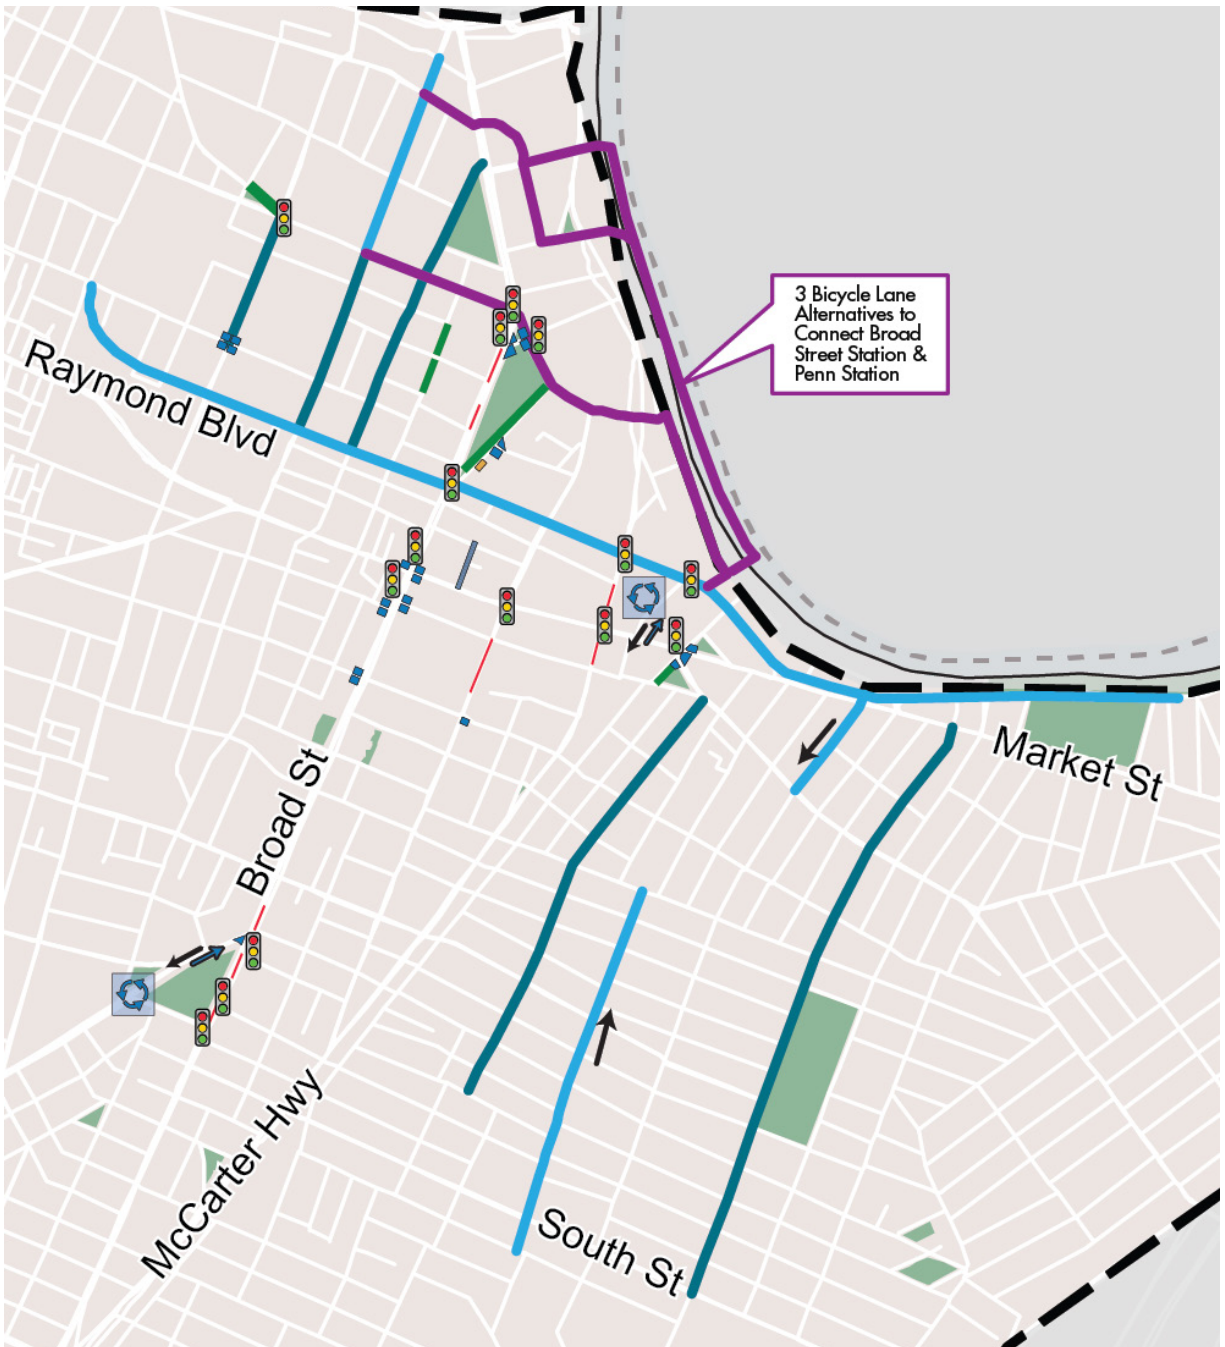 3 Bicycle Lane
Alternatives to
Connect Broad
Street Station &
Penn Station
Raymond Blvd
Market St
Broad St
McCarter Hwy
South St